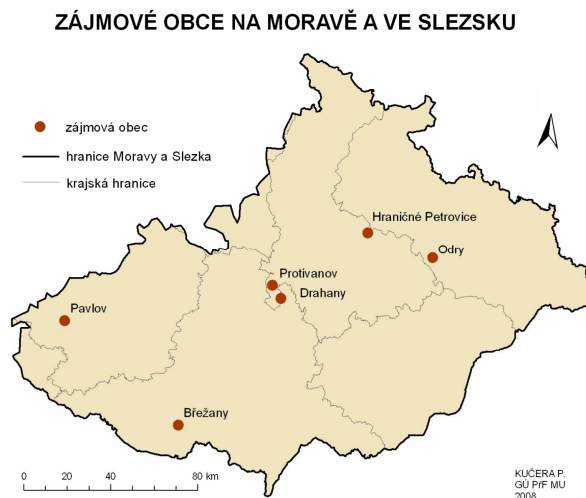 ZÁJMOVÉ OBCE NA MORAVĚ A VE SLEZSKU
zájmová obec
hranice Moravy a Slezka
krajská hranice
Hraničné Petrovice
Odry
Protivanov
Drahany
Pavlov
Břežany
0 20 40 80 km
KUČERA P.
GÚ PřF MU
2008